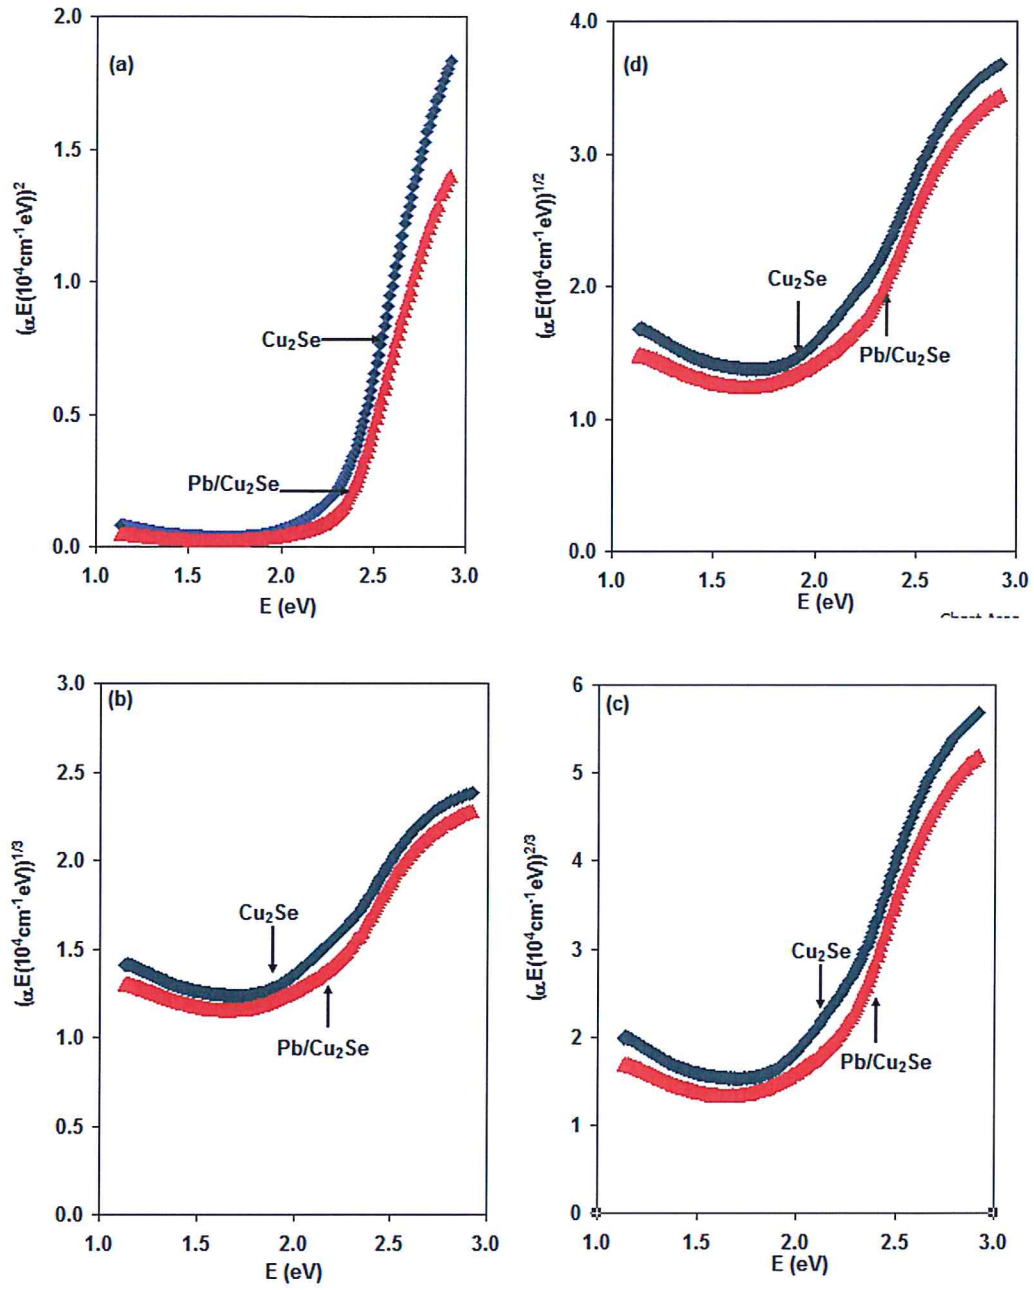 2.0
(a)
1.5
1.0
0.5
0.0
(αE(10⁴cm⁻¹eV))²
Cu₂Se
Pb/Cu₂Se
1.0 1.5 2.0 2.5 3.0
E (eV)
4.0
(d)
3.0
2.0
1.0
0.0
(αE(10⁴cm⁻¹eV))¹/²
Cu₂Se
Pb/Cu₂Se
1.0 1.5 2.0 2.5 3.0
E (eV)
3.0
(b)
2.5
2.0
1.5
1.0
0.5
0.0
(αE(10⁴cm⁻¹eV))¹/³
Cu₂Se
Pb/Cu₂Se
1.0 1.5 2.0 2.5 3.0
E (eV)
6
(c)
5
4
3
2
1
0
(αE(10⁴cm⁻¹eV))²/³
Cu₂Se
Pb/Cu₂Se
1.0 1.5 2.0 2.5 3.0
E (eV)